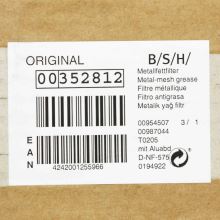 ORIGINAL
B/S/H/
00352812
Metallfettfilter
Metal-mesh grease
Filtre métallique
Filtro antigrasa
Metalik yağ filtr
00954507 3/1
00987044
T0205
mit Aluabd
D-NF-575
0194922
EAN
4242001255966